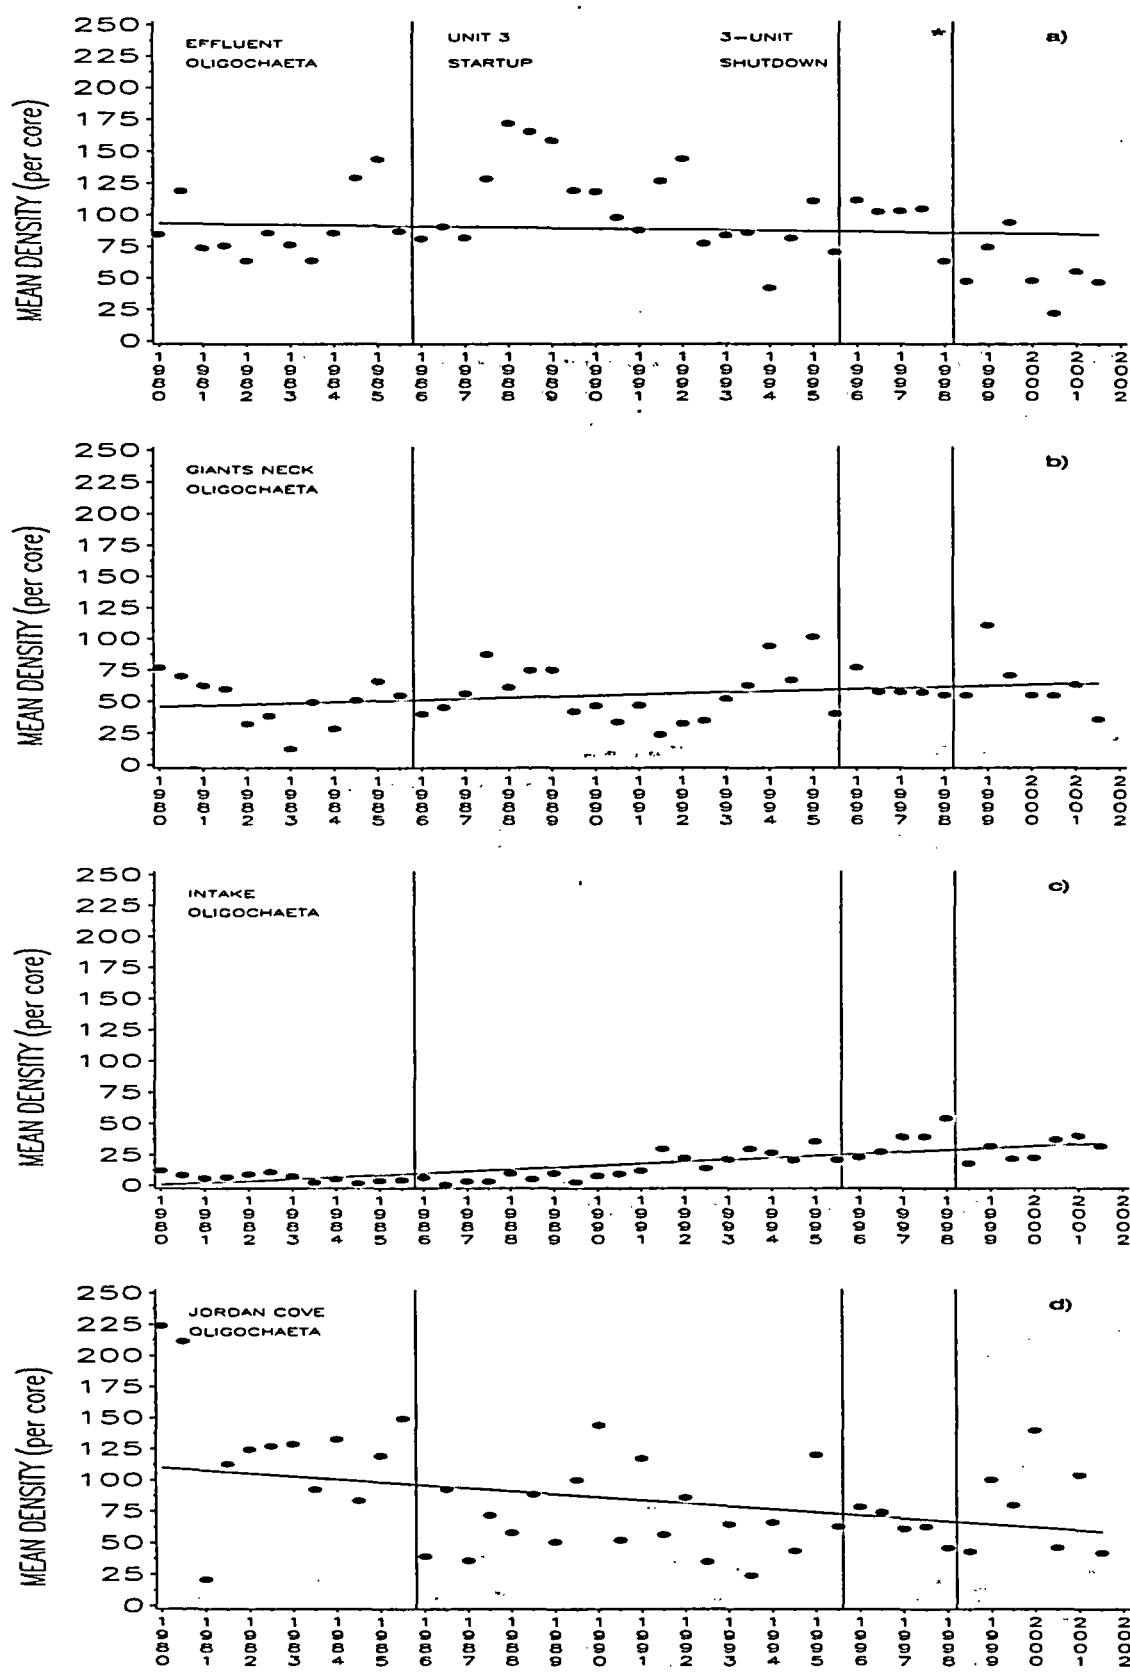 250
225
200
175
150
125
100
75
50
25
0
MEAN DENSITY (per core)
EFFLUENT
OLIGOCHAETA
UNIT 3
STARTUP
3-UNIT
SHUTDOWN
*
a)
1980 1981 1982 1983 1984 1985 1986 1987 1988 1989 1990 1991 1992 1993 1994 1995 1996 1997 1998 1999 2000 2001 2002
250
225
200
175
150
125
100
75
50
25
0
MEAN DENSITY (per core)
GIANTS NECK
OLIGOCHAETA
b)
1980 1981 1982 1983 1984 1985 1986 1987 1988 1989 1990 1991 1992 1993 1994 1995 1996 1997 1998 1999 2000 2001 2002
250
225
200
175
150
125
100
75
50
25
0
MEAN DENSITY (per core)
INTAKE
OLIGOCHAETA
c)
1980 1981 1982 1983 1984 1985 1986 1987 1988 1989 1990 1991 1992 1993 1994 1995 1996 1997 1998 1999 2000 2001 2002
250
225
200
175
150
125
100
75
50
25
0
MEAN DENSITY (per core)
JORDAN COVE
OLIGOCHAETA
d)
1980 1981 1982 1983 1984 1985 1986 1987 1988 1989 1990 1991 1992 1993 1994 1995 1996 1997 1998 1999 2000 2001 2002